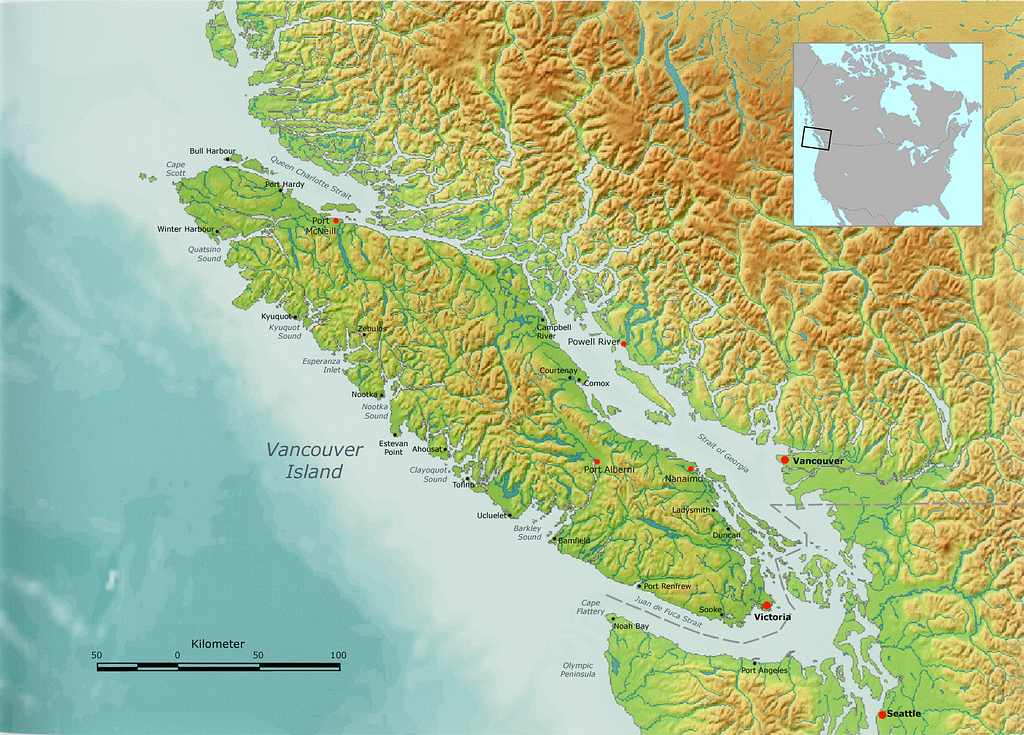 Bull Harbour
Cape
Scott
Queen Charlotte Strait
Port Hardy
Port
McNeill
Winter Harbour
Quatsino
Sound
Kyuquot
Kyuquot
Sound
Zebulos
Campbell
River
Powell River
Esperanza
Inlet
Courtenay
Comox
Nootka
Nootka
Sound
Estevan
Point
Ahousat
Strait of Georgia
Vancouver
Vancouver
Island
Clayoquot
Sound
Tofino
Port Alberni
Nanaimo
Ucluelet
Ladysmith
Barkley
Sound
Bamfield
Duncan
Port Renfrew
Juan de Fuca Strait
Sooke
Victoria
Cape
Flattery
Noah Bay
Kilometer
50 0 50 100
Olympic
Peninsula
Port Angeles
Seattle